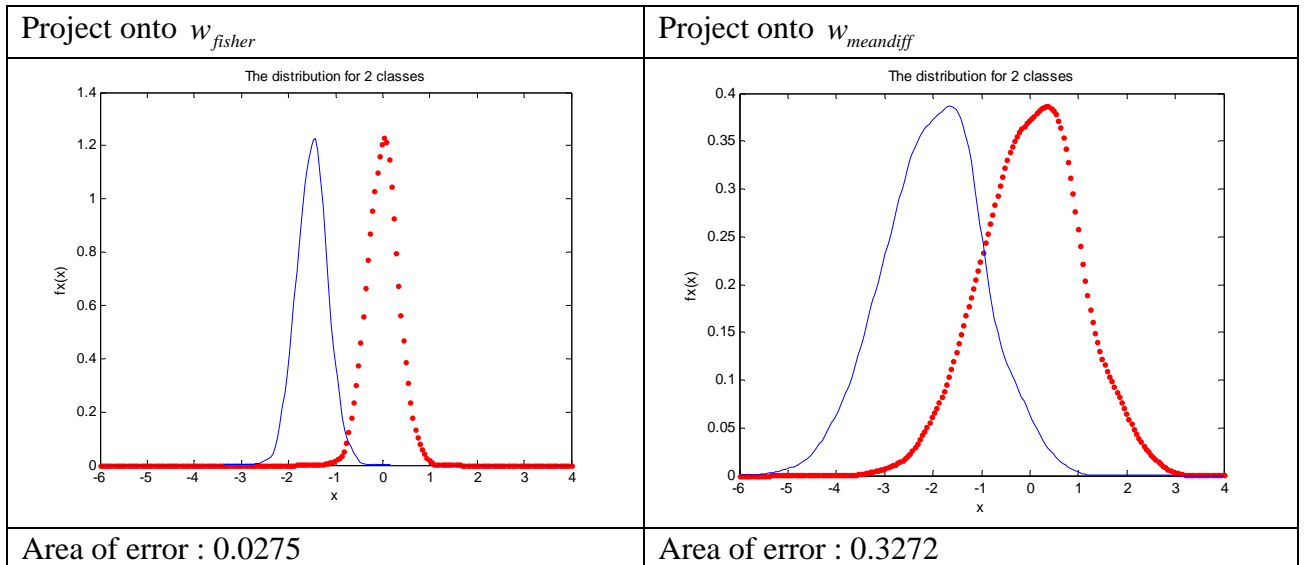 Project onto w_fisher
Project onto w_meandiff
The distribution for 2 classes
1.4
1.2
1
0.8
0.6
0.4
0.2
0
fx(x)
-6 -5 -4 -3 -2 -1 0 1 2 3 4
x
The distribution for 2 classes
0.4
0.35
0.3
0.25
0.2
0.15
0.1
0.05
0
fx(x)
-6 -5 -4 -3 -2 -1 0 1 2 3 4
x
Area of error : 0.0275
Area of error : 0.3272